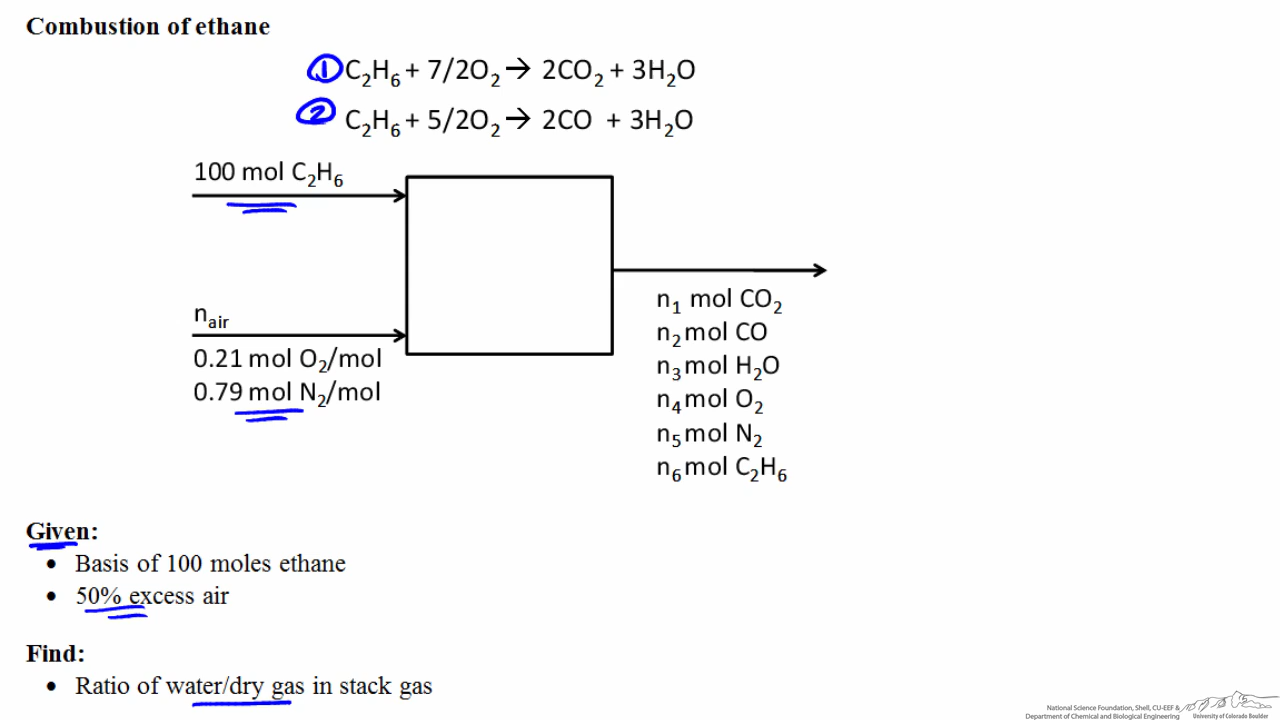 Combustion of ethane
① C₂H₆ + 7/2O₂ → 2CO₂ + 3H₂O
② C₂H₆ + 5/2O₂ → 2CO + 3H₂O
100 mol C₂H₆
n_air
0.21 mol O₂/mol
0.79 mol N₂/mol
n₁ mol CO₂
n₂ mol CO
n₃ mol H₂O
n₄ mol O₂
n₅ mol N₂
n₆ mol C₂H₆
Given:
• Basis of 100 moles ethane
• 50% excess air
Find:
• Ratio of water/dry gas in stack gas
National Science Foundation, Shell, CU-EEF &
Department of Chemical and Biological Engineering
University of Colorado Boulder